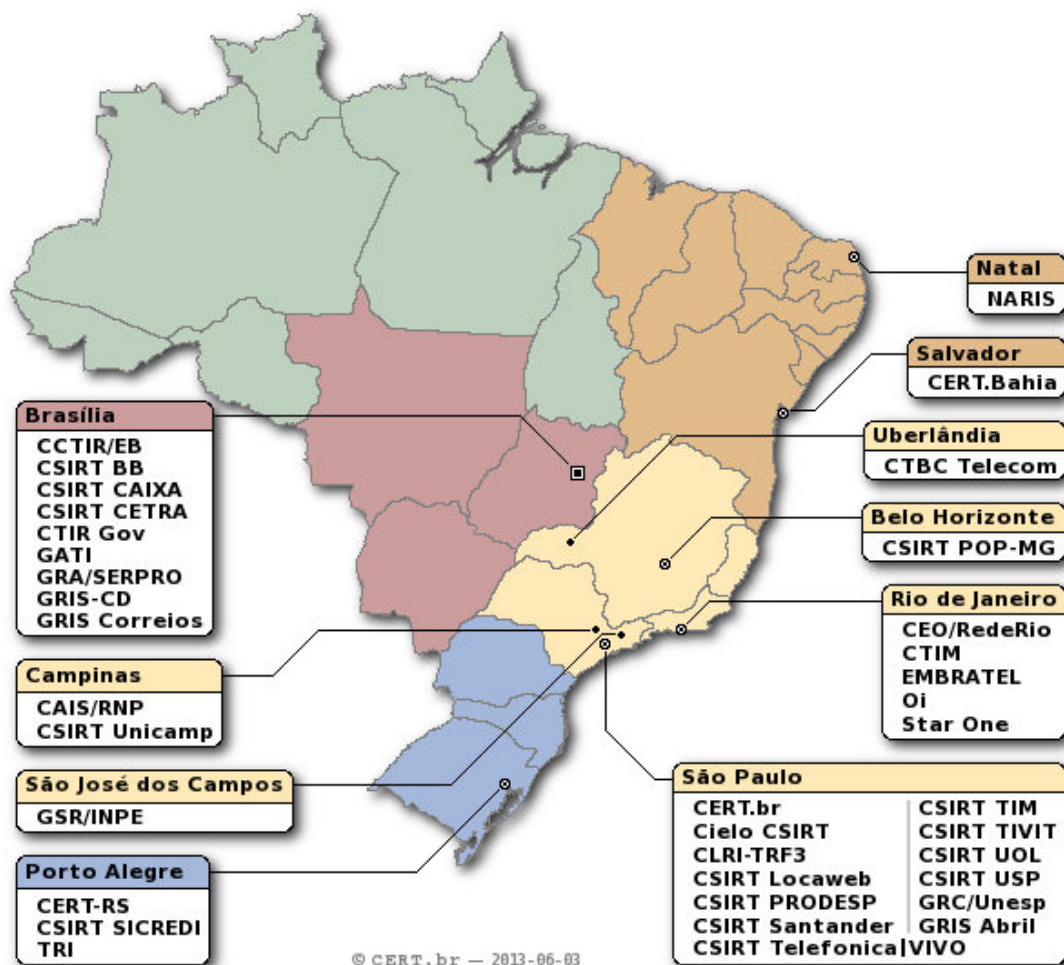 Natal
NARIS
Salvador
CERT.Bahia
Uberlândia
CTBC Telecom
Belo Horizonte
CSIRT POP-MG
Rio de Janeiro
CEO/RedeRio
CTIM
EMBRATEL
Oi
Star One
Brasília
CCTIR/EB
CSIRT BB
CSIRT CAIXA
CSIRT CETRA
CTIR Gov
GATI
GRA/SERPRO
GRIS-CD
GRIS Correios
Campinas
CAIS/RNP
CSIRT Unicamp
São José dos Campos
GSR/INPE
Porto Alegre
CERT-RS
CSIRT SICREDI
TRI
São Paulo
CERT.br
Cielo CSIRT
CLRI-TRF3
CSIRT Locaweb
CSIRT PRODESP
CSIRT Santander
CSIRT Telefonica|VIVO
CSIRT TIM
CSIRT TIVIT
CSIRT UOL
CSIRT USP
GRC/Unesp
GRIS Abril
© CERT.br — 2013-06-03